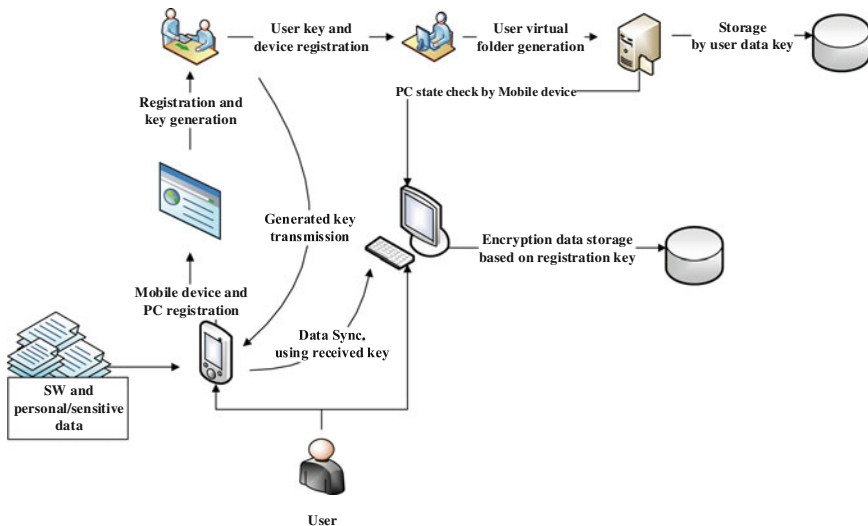 User key and
device registration
User virtual
folder generation
Storage
by user data key
PC state check by Mobile device
Registration and
key generation
Generated key
transmission
Encryption data storage
based on registration key
Mobile device and
PC registration
Data Sync,
using received key
SW and
personal/sensitive
data
User